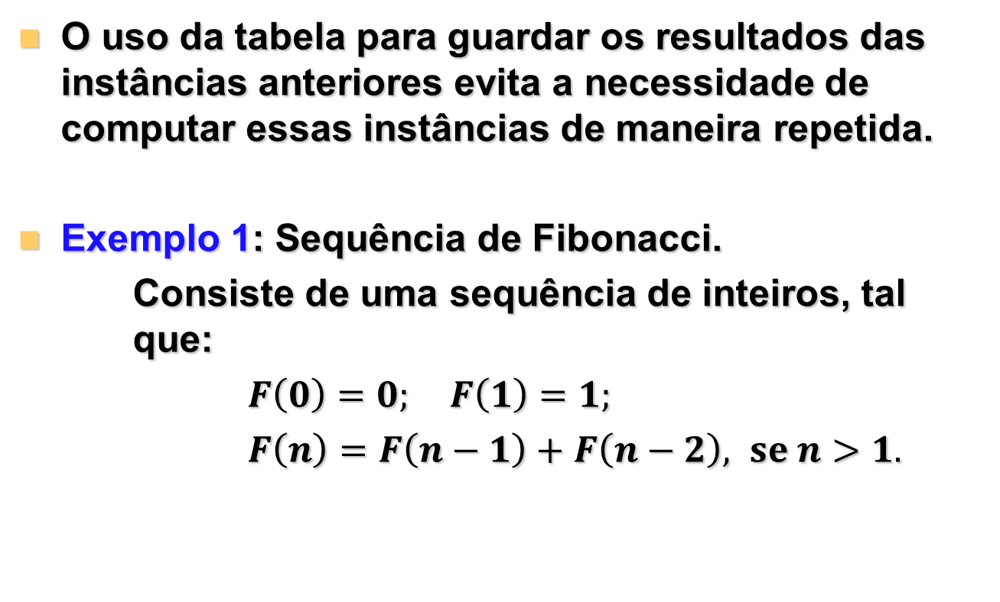 O uso da tabela para guardar os resultados das
instâncias anteriores evita a necessidade de
computar essas instâncias de maneira repetida.
Exemplo 1: Sequência de Fibonacci.
Consiste de uma sequência de inteiros, tal
que:
F(0) = 0; F(1) = 1;
F(n) = F(n − 1) + F(n − 2), se n > 1.